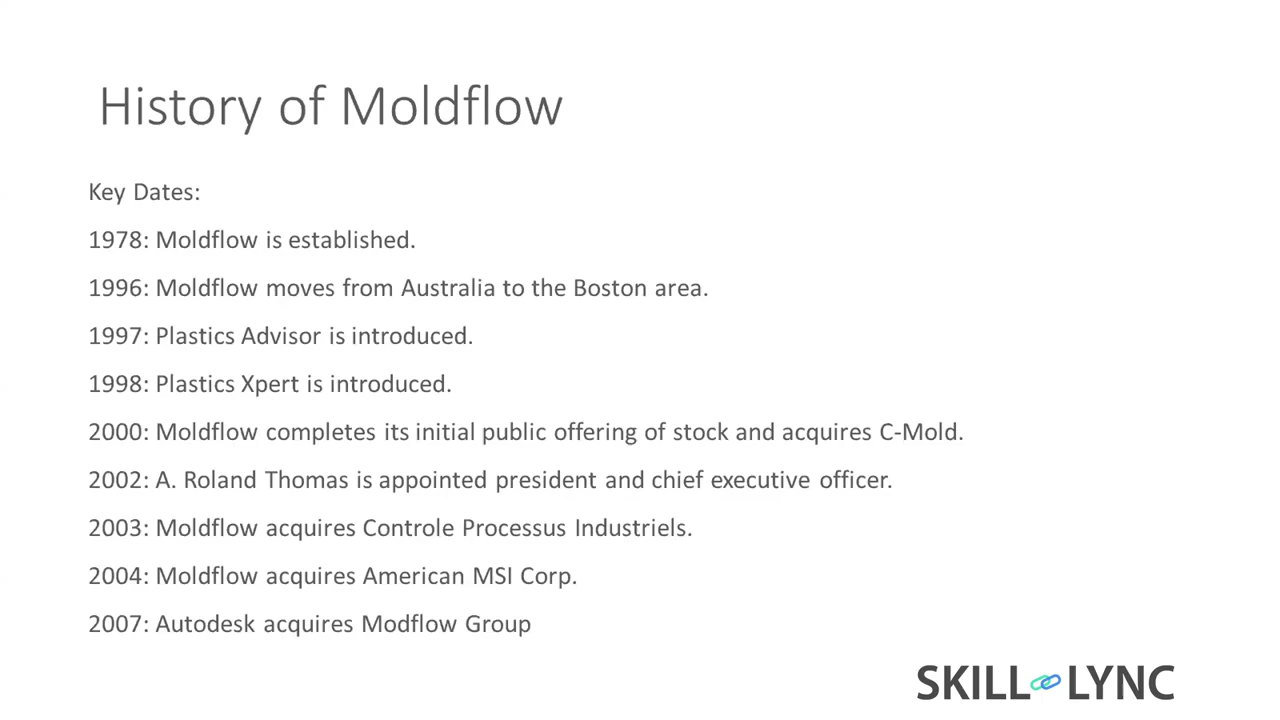 History of Moldflow
Key Dates:
1978: Moldflow is established.
1996: Moldflow moves from Australia to the Boston area.
1997: Plastics Advisor is introduced.
1998: Plastics Xpert is introduced.
2000: Moldflow completes its initial public offering of stock and acquires C-Mold.
2002: A. Roland Thomas is appointed president and chief executive officer.
2003: Moldflow acquires Controle Processus Industriels.
2004: Moldflow acquires American MSI Corp.
2007: Autodesk acquires Modflow Group
SKILL LYNC